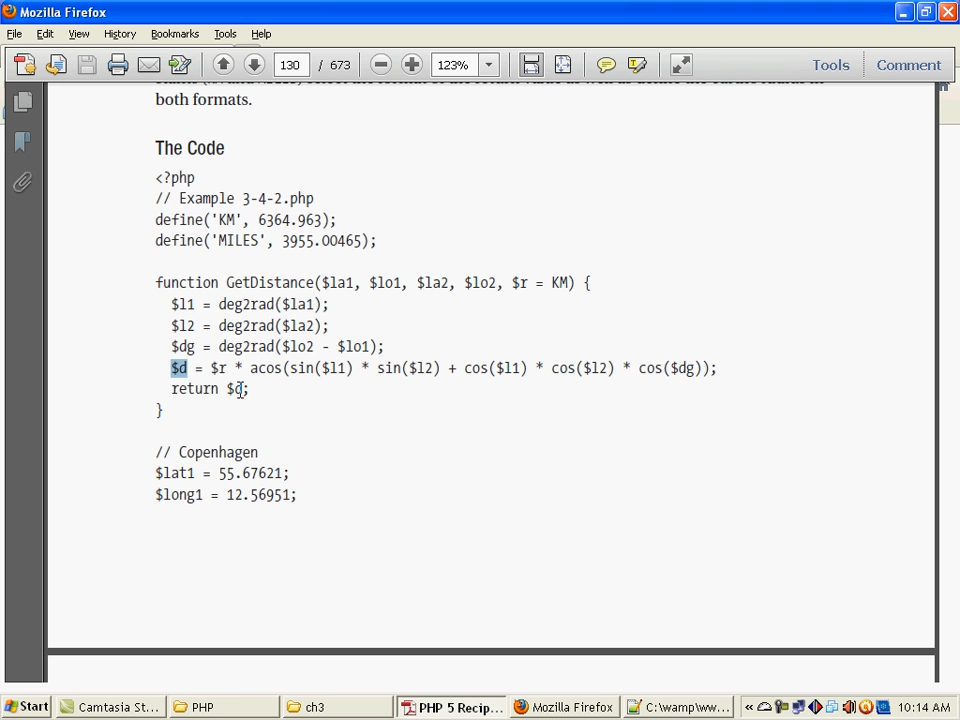 Mozilla Firefox
File Edit View History Bookmarks Tools Help
130 / 673 123% Tools Comment
both formats.
The Code
<?php
// Example 3-4-2.php
define('KM', 6364.963);
define('MILES', 3955.00465);
function GetDistance($la1, $lo1, $la2, $lo2, $r = KM) {
$l1 = deg2rad($la1);
$l2 = deg2rad($la2);
$dg = deg2rad($lo2 - $lo1);
$d = $r * acos(sin($l1) * sin($l2) + cos($l1) * cos($l2) * cos($dg));
return $d;
}
// Copenhagen
$lat1 = 55.67621;
$long1 = 12.56951;
Start Camtasia St... PHP ch3 PHP 5 Recip... Mozilla Firefox C:\wamp\ww... « 10:14 AM